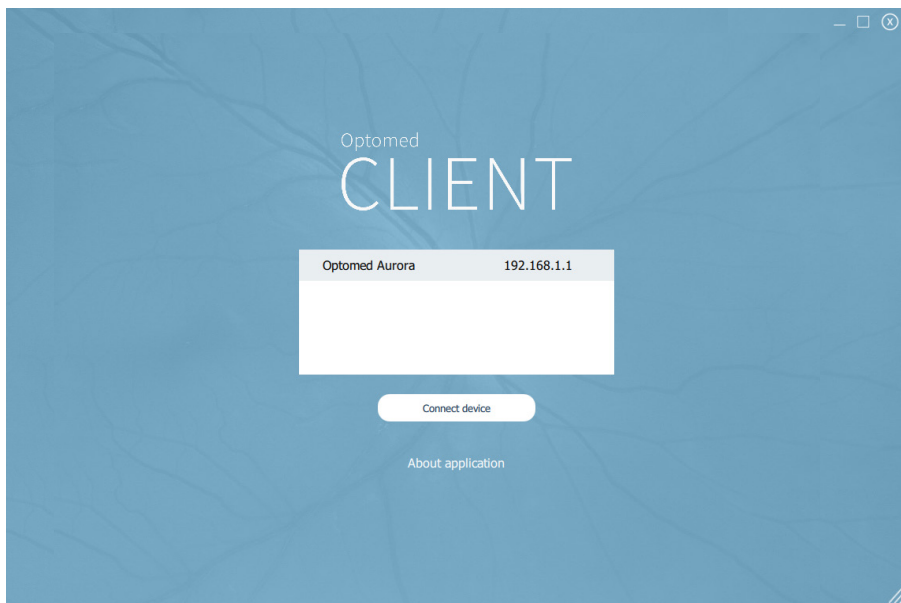 Optomed
CLIENT
Optomed Aurora 192.168.1.1
Connect device
About application